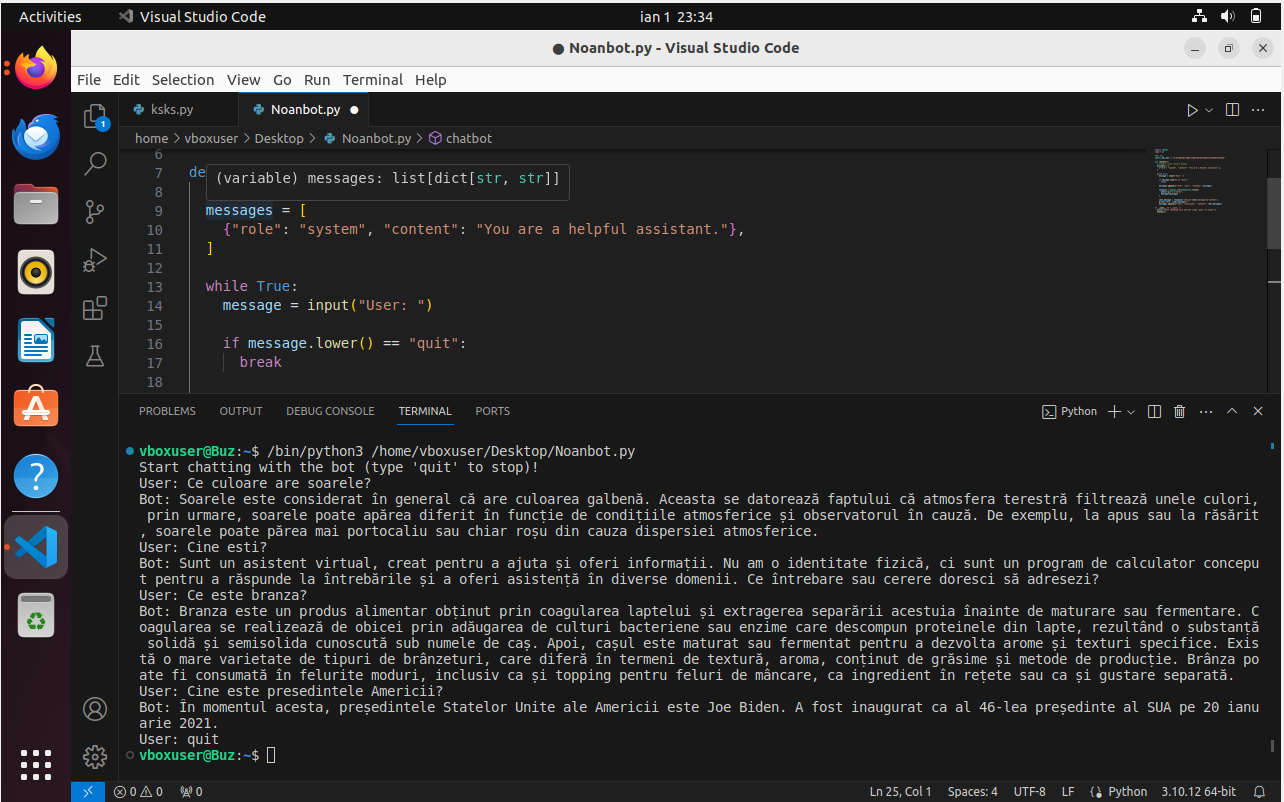 Activities
Visual Studio Code
ian 1 23:34
● Noanbot.py - Visual Studio Code
File Edit Selection View Go Run Terminal Help
1
ksks.py
Noanbot.py ●
home > vboxuser > Desktop > Noanbot.py > chatbot
6
7 de
(variable) messages: list[dict[str, str]]
8
9 messages = [
10 {"role": "system", "content": "You are a helpful assistant."},
11 ]
12
13 while True:
14 message = input("User: ")
15
16 if message.lower() == "quit":
17 break
18
PROBLEMS OUTPUT DEBUG CONSOLE TERMINAL PORTS
Python
vboxuser@Buz:~$ /bin/python3 /home/vboxuser/Desktop/Noanbot.py
Start chatting with the bot (type 'quit' to stop)!
User: Ce culoare are soarele?
Bot: Soarele este considerat în general că are culoarea galbenă. Aceasta se datorează faptului că atmosfera terestră filtrează unele culori,
prin urmare, soarele poate apărea diferit în funcție de condițiile atmosferice și observatorul în cauză. De exemplu, la apus sau la răsărit
, soarele poate părea mai portocaliu sau chiar roșu din cauza dispersiei atmosferice.
User: Cine esti?
Bot: Sunt un asistent virtual, creat pentru a ajuta și oferi informații. Nu am o identitate fizică, ci sunt un program de calculator concepu
t pentru a răspunde la întrebările și a oferi asistență în diverse domenii. Ce întrebare sau cerere doresci să adresezi?
User: Ce este branza?
Bot: Branza este un produs alimentar obținut prin coagularea laptelui și extragerea separării acestuia înainte de maturare sau fermentare. C
oagularea se realizează de obicei prin adăugarea de culturi bacteriene sau enzime care descompun proteinele din lapte, rezultând o substanță
solidă și semisolida cunoscută sub numele de caș. Apoi, cașul este maturat sau fermentat pentru a dezvolta arome și texturi specifice. Exis
tă o mare varietate de tipuri de brânzeturi, care diferă în termeni de textură, aroma, conținut de grăsime și metode de producție. Brânza po
ate fi consumată în felurite moduri, inclusiv ca și topping pentru feluri de mâncare, ca ingredient în rețete sau ca și gustare separată.
User: Cine este presedintele Americii?
Bot: În momentul acesta, președintele Statelor Unite ale Americii este Joe Biden. A fost inaugurat ca al 46-lea președinte al SUA pe 20 ianu
arie 2021.
User: quit
vboxuser@Buz:~$
0 0 0
Ln 25, Col 1 Spaces: 4 UTF-8 LF Python 3.10.12 64-bit